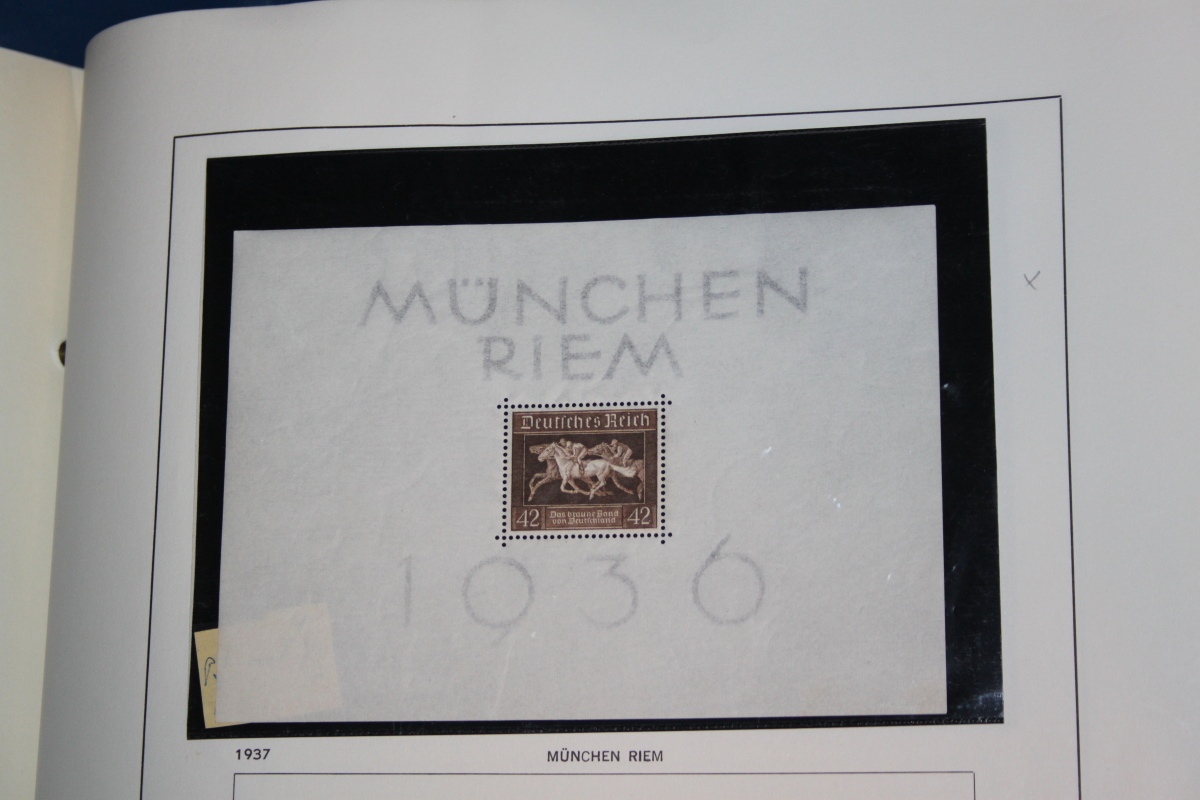 MÜNCHEN
RIEM
Deutsches Reich
42 Das braune Band 42
von Deutschland
1936
1937 MÜNCHEN RIEM
x